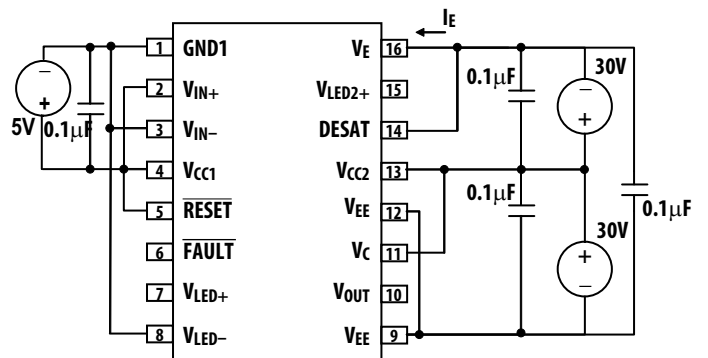 I_E
1 GND1
2 V_IN+
3 V_IN–
4 V_CC1
5 RESET
6 FAULT
7 V_LED+
8 V_LED–
V_E 16
V_LED2+ 15
DESAT 14
V_CC2 13
V_EE 12
V_C 11
V_OUT 10
V_EE 9
–
+
5V
0.1µF
0.1µF
30V
–
+
0.1µF
30V
+
–
0.1µF